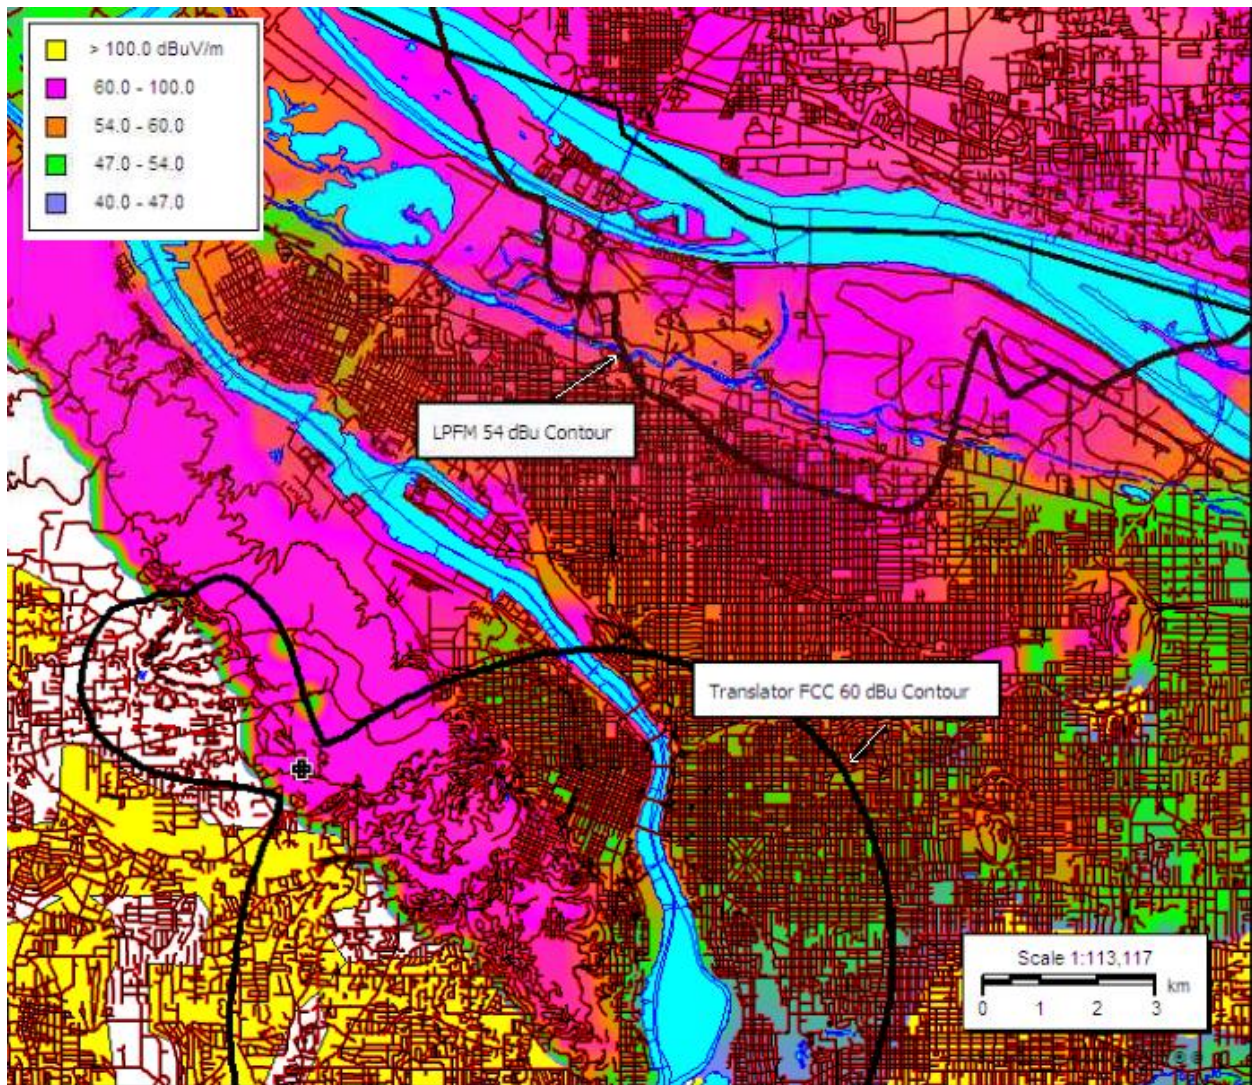 > 100.0 dBuV/m
60.0 - 100.0
54.0 - 60.0
47.0 - 54.0
40.0 - 47.0
LPFM 54 dBu Contour
Translator FCC 60 dBu Contour
Scale 1:113,117
km
0 1 2 3